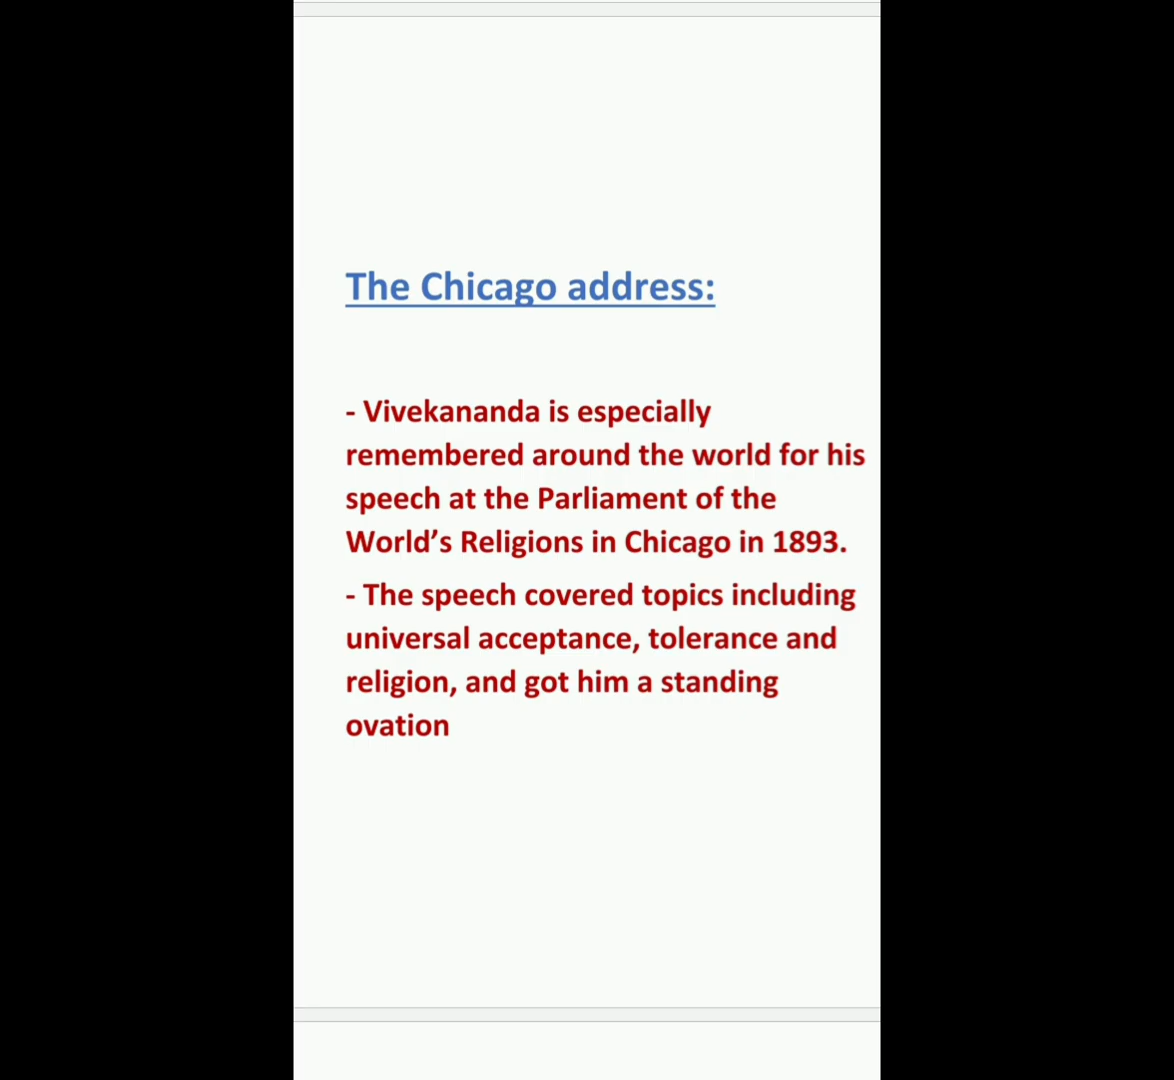 The Chicago address:
- Vivekananda is especially
remembered around the world for his
speech at the Parliament of the
World’s Religions in Chicago in 1893.
- The speech covered topics including
universal acceptance, tolerance and
religion, and got him a standing
ovation